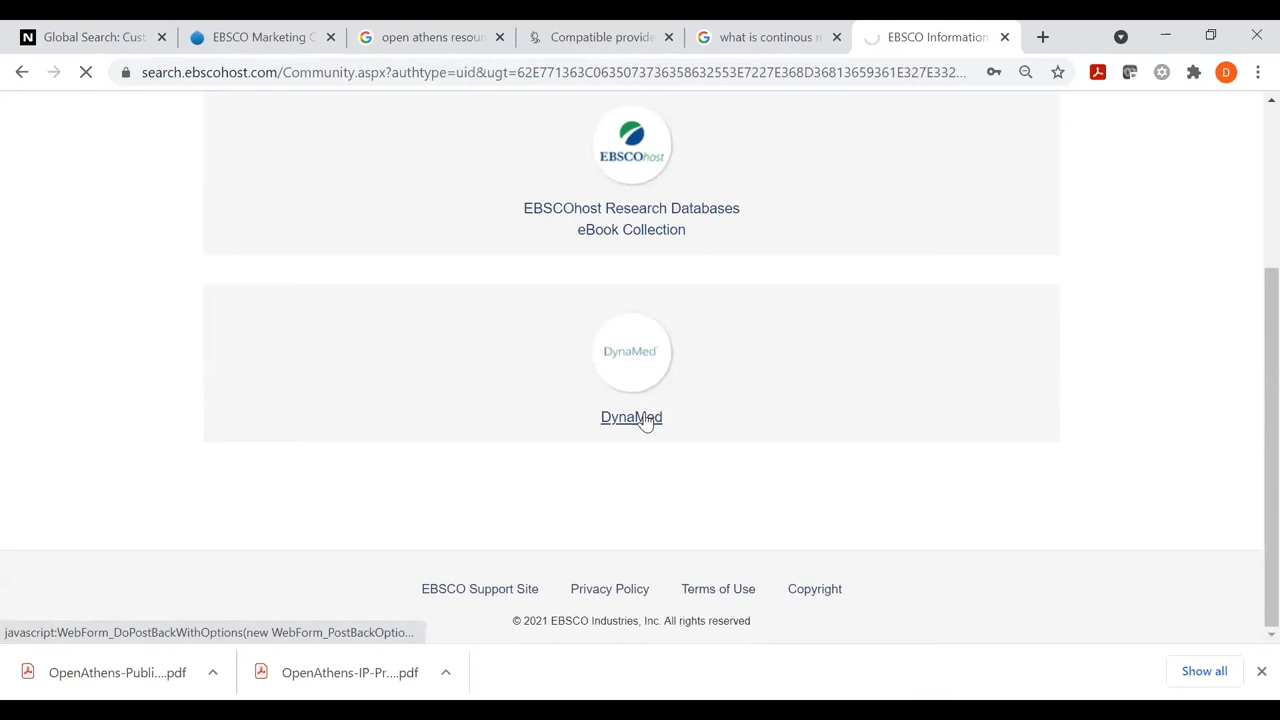 Global Search: Cust
EBSCO Marketing C
open athens resour
Compatible provide
what is continous m
EBSCO Information
search.ebscohost.com/Community.aspx?authtype=uid&ugt=62E771363C0635073736358632553E7227E368D36813659361E327E332...
D
EBSCOhost
EBSCOhost Research Databases
eBook Collection
DynaMed
DynaMed
EBSCO Support Site Privacy Policy Terms of Use Copyright
© 2021 EBSCO Industries, Inc. All rights reserved
javascript:WebForm_DoPostBackWithOptions(new WebForm_PostBackOptio...
OpenAthens-Publi....pdf
OpenAthens-IP-Pr....pdf
Show all